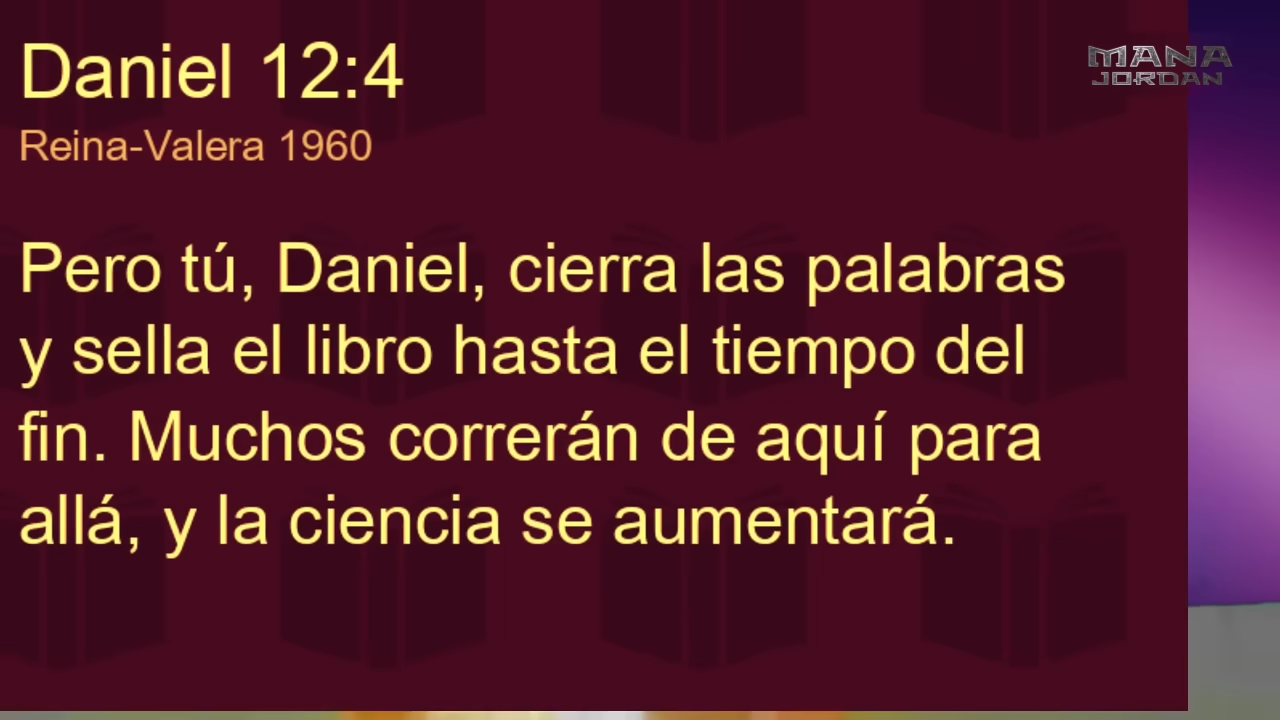 Daniel 12:4
Reina-Valera 1960
Pero tú, Daniel, cierra las palabras
y sella el libro hasta el tiempo del
fin. Muchos correrán de aquí para
allá, y la ciencia se aumentará.
MANA
JORDAN